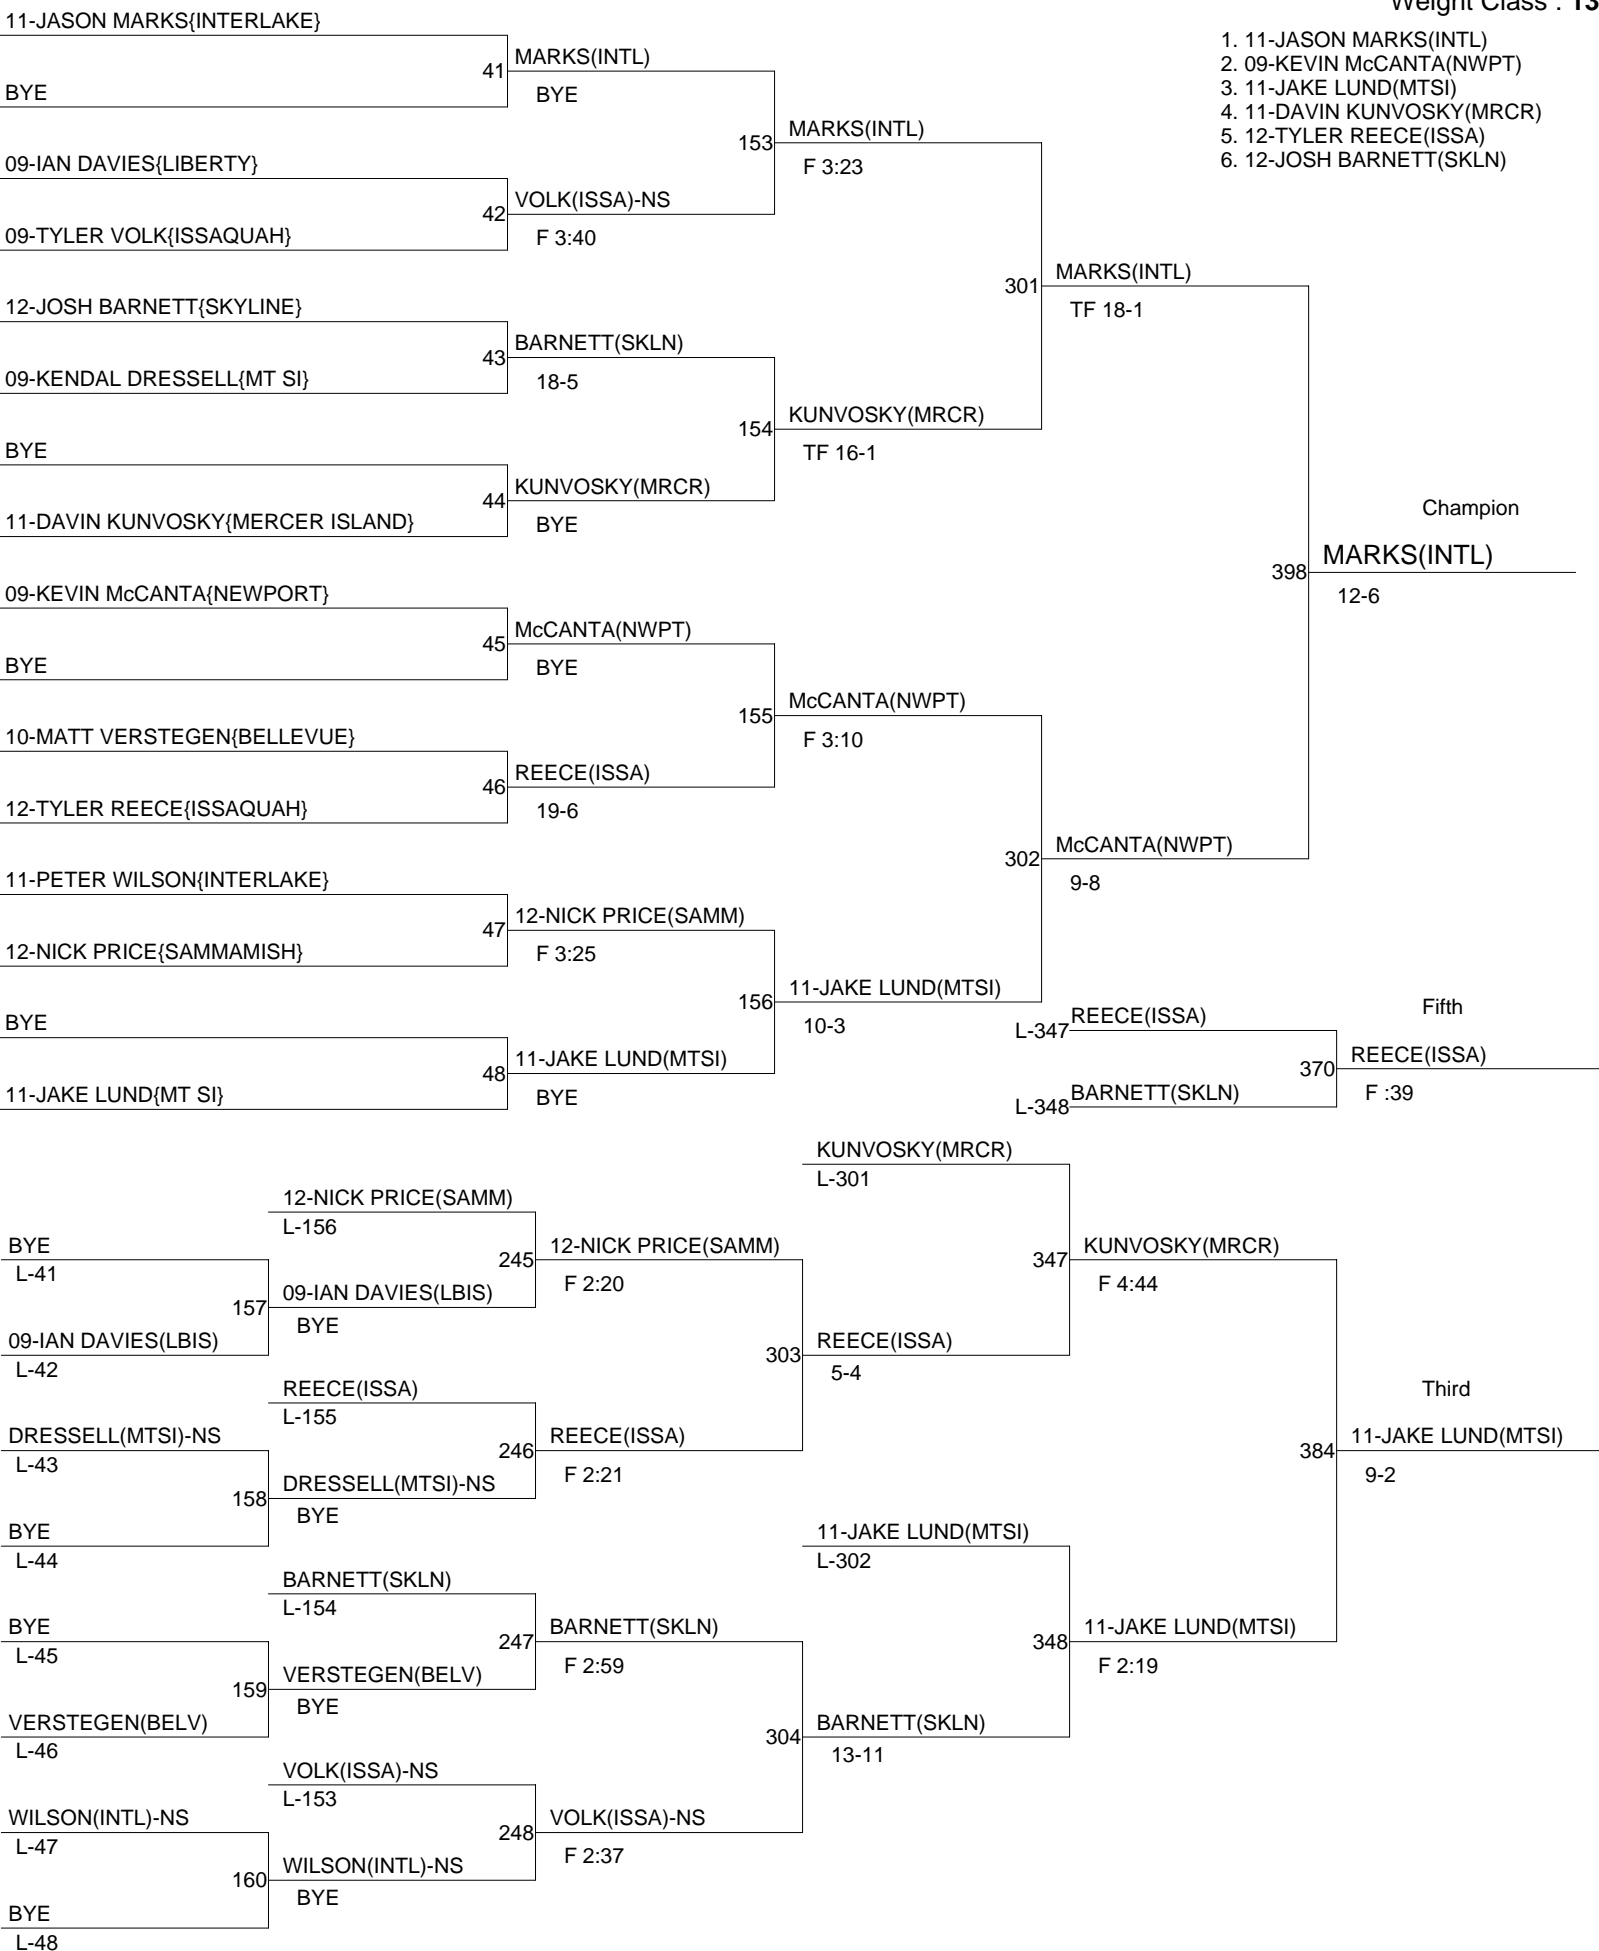 Weight Class : 13
1. 11-JASON MARKS(INTL)
2. 09-KEVIN McCANTA(NWPT)
3. 11-JAKE LUND(MTSI)
4. 11-DAVIN KUNVOSKY(MRCR)
5. 12-TYLER REECE(ISSA)
6. 12-JOSH BARNETT(SKLN)
11-JASON MARKS{INTERLAKE}
BYE
09-IAN DAVIES{LIBERTY}
09-TYLER VOLK{ISSAQUAH}
12-JOSH BARNETT{SKYLINE}
09-KENDAL DRESSELL{MT SI}
BYE
11-DAVIN KUNVOSKY{MERCER ISLAND}
09-KEVIN McCANTA{NEWPORT}
BYE
10-MATT VERSTEGEN{BELLEVUE}
12-TYLER REECE{ISSAQUAH}
11-PETER WILSON{INTERLAKE}
12-NICK PRICE{SAMMAMISH}
BYE
11-JAKE LUND{MT SI}
41
MARKS(INTL)
BYE
42
VOLK(ISSA)-NS
F 3:40
43
BARNETT(SKLN)
18-5
44
KUNVOSKY(MRCR)
BYE
45
McCANTA(NWPT)
BYE
46
REECE(ISSA)
19-6
47
12-NICK PRICE(SAMM)
F 3:25
48
11-JAKE LUND(MTSI)
BYE
153
MARKS(INTL)
F 3:23
154
KUNVOSKY(MRCR)
TF 16-1
155
McCANTA(NWPT)
F 3:10
156
11-JAKE LUND(MTSI)
10-3
301
MARKS(INTL)
TF 18-1
302
McCANTA(NWPT)
9-8
Champion
398
MARKS(INTL)
12-6
Fifth
L-347
REECE(ISSA)
L-348
BARNETT(SKLN)
370
REECE(ISSA)
F :39
BYE
L-41
09-IAN DAVIES(LBIS)
L-42
DRESSELL(MTSI)-NS
L-43
BYE
L-44
BYE
L-45
VERSTEGEN(BELV)
L-46
WILSON(INTL)-NS
L-47
BYE
L-48
12-NICK PRICE(SAMM)
L-156
157
09-IAN DAVIES(LBIS)
BYE
REECE(ISSA)
L-155
158
DRESSELL(MTSI)-NS
BYE
BARNETT(SKLN)
L-154
159
VERSTEGEN(BELV)
BYE
VOLK(ISSA)-NS
L-153
160
WILSON(INTL)-NS
BYE
245
12-NICK PRICE(SAMM)
F 2:20
246
REECE(ISSA)
F 2:21
247
BARNETT(SKLN)
F 2:59
248
VOLK(ISSA)-NS
F 2:37
KUNVOSKY(MRCR)
L-301
303
REECE(ISSA)
5-4
11-JAKE LUND(MTSI)
L-302
304
BARNETT(SKLN)
13-11
347
KUNVOSKY(MRCR)
F 4:44
348
11-JAKE LUND(MTSI)
F 2:19
Third
384
11-JAKE LUND(MTSI)
9-2